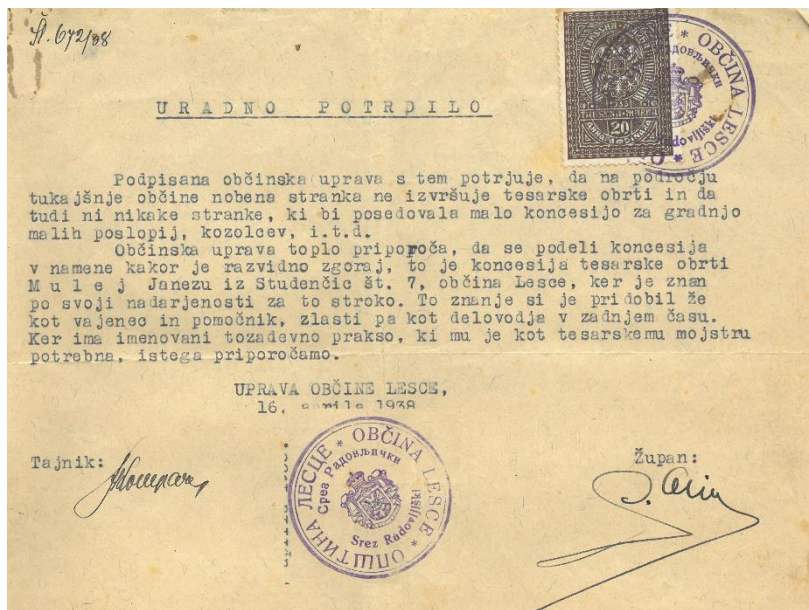 Št. 672/38
20
* OBČINA LESCE *
URADNO POTRDILO
Podpisana občinska uprava s tem potrjuje, da na področju
tukajšnje občine nobena stranka ne izvršuje tesarske obrti in da
tudi ni nikake stranke, ki bi posedovala malo koncesijo za gradnjo
malih poslopij, kozolcev, i.t.d.
Občinska uprava toplo priporoča, da se podeli koncesija
v namene kakor je razvidno zgoraj, to je koncesija tesarske obrti
Mulej Janezu iz Studenčic št. 7, občina Lesce, ker je znan
po svoji nadarjenosti za to stroko. To znanje si je pridobil že
kot vajenec in pomočnik, zlasti pa kot delovodja v zadnjem času.
Ker ima imenovani tozadevno prakso, ki mu je kot tesarskemu mojstru
potrebna, istega priporočamo.
UPRAVA OBČINE LESCE,
16. aprila 1938
Tajnik:
Župan:
* OBČINA LESCE * ОПШТИНА ЛЕСЦЕ
Срез Радовљички
Srez Radovljiški